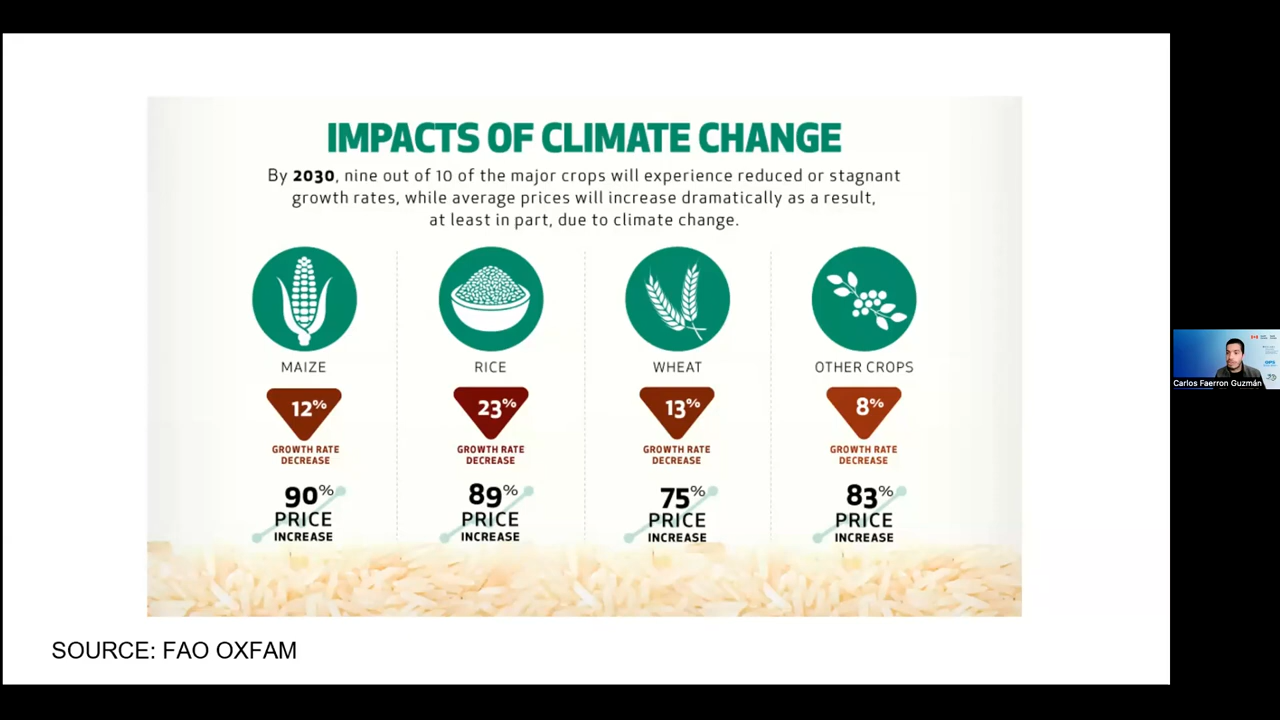 IMPACTS OF CLIMATE CHANGE
By 2030, nine out of 10 of the major crops will experience reduced or stagnant
growth rates, while average prices will increase dramatically as a result,
at least in part, due to climate change.
MAIZE
12%
GROWTH RATE
DECREASE
90%
PRICE
INCREASE
RICE
23%
GROWTH RATE
DECREASE
89%
PRICE
INCREASE
WHEAT
13%
GROWTH RATE
DECREASE
75%
PRICE
INCREASE
OTHER CROPS
8%
GROWTH RATE
DECREASE
83%
PRICE
INCREASE
SOURCE: FAO OXFAM
Carlos Faerron Guzmán